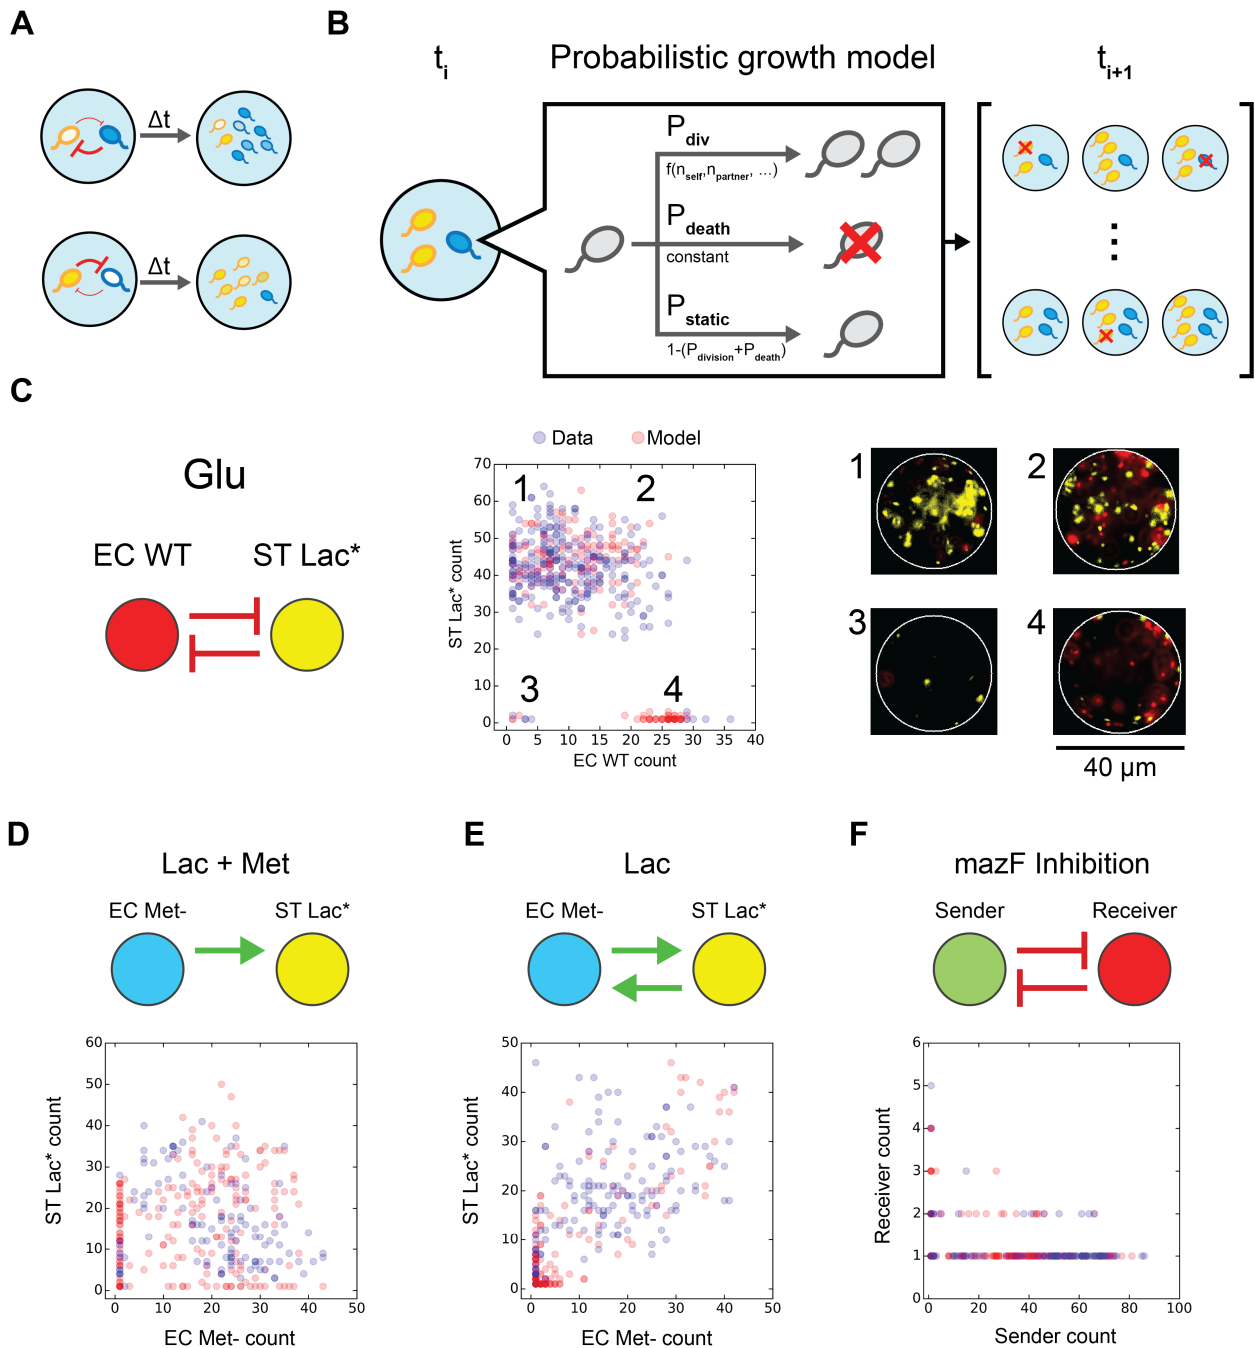 A
B
Δt
Δt
t_i
Probabilistic growth model
t_i+1
P_div
f(n_self, n_partner, ...)
P_death
constant
P_static
1-(P_division+P_death)
C
Glu
EC WT
ST Lac*
Data
Model
70
60
50
40
30
20
10
0
ST Lac* count
1
2
3
4
0 5 10 15 20 25 30 35 40
EC WT count
1
2
3
4
40 μm
D
Lac + Met
EC Met-
ST Lac*
60
50
40
30
20
10
0
ST Lac* count
0 10 20 30 40 50
EC Met- count
E
Lac
EC Met-
ST Lac*
50
40
30
20
10
0
ST Lac* count
0 10 20 30 40 50
EC Met- count
F
mazF Inhibition
Sender
Receiver
6
5
4
3
2
1
0
Receiver count
0 20 40 60 80 100
Sender count